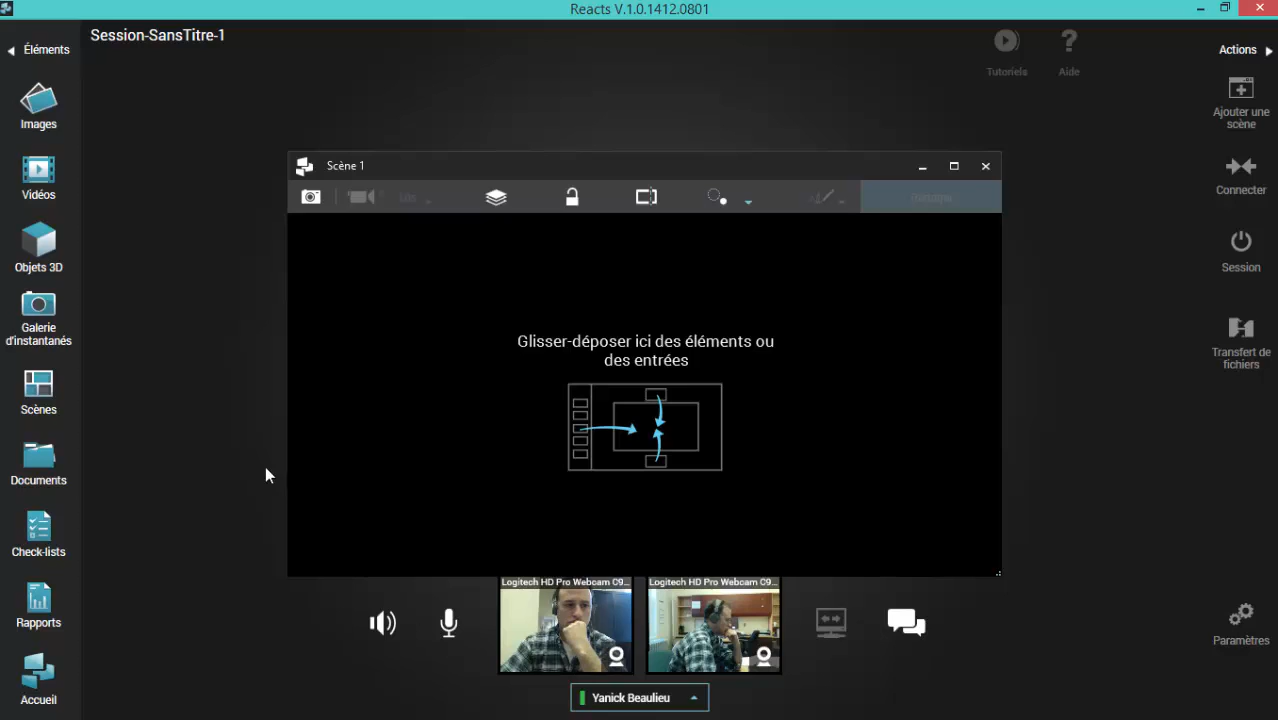 Reacts V.1.0.1412.0801
Éléments
Session-SansTitre-1
Tutoriels
Aide
Actions
Images
Vidéos
Objets 3D
Galerie
d'instantanés
Scènes
Documents
Check-lists
Rapports
Accueil
Scène 1
Glisser-déposer ici des éléments ou
des entrées
Logitech HD Pro Webcam C9...
Logitech HD Pro Webcam C9...
Yanick Beaulieu
Ajouter une
scène
Connecter
Session
Transfert de
fichiers
Paramètres